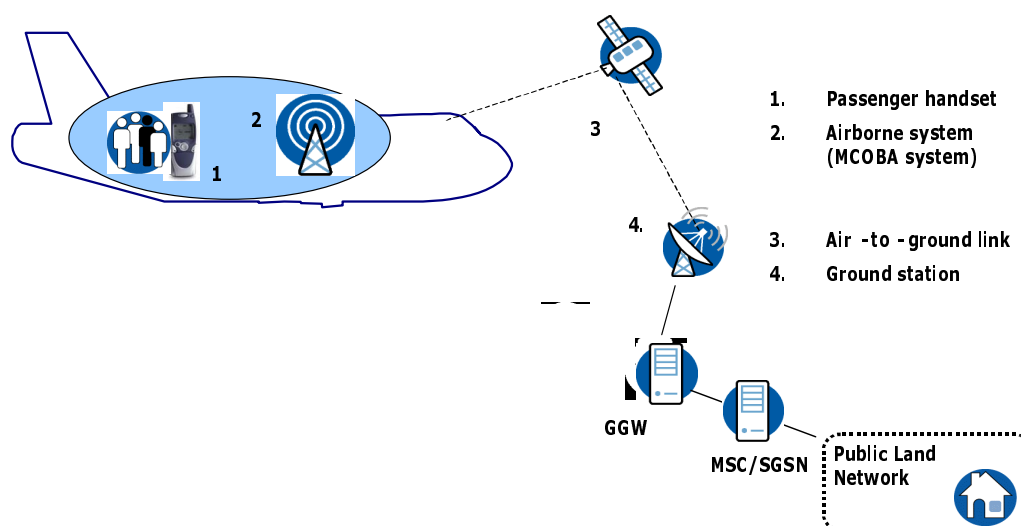 2
1
3
4.
1. Passenger handset
2. Airborne system
(MCOBA system)
3. Air -to -ground link
4. Ground station
GGW
MSC/SGSN
Public Land
Network